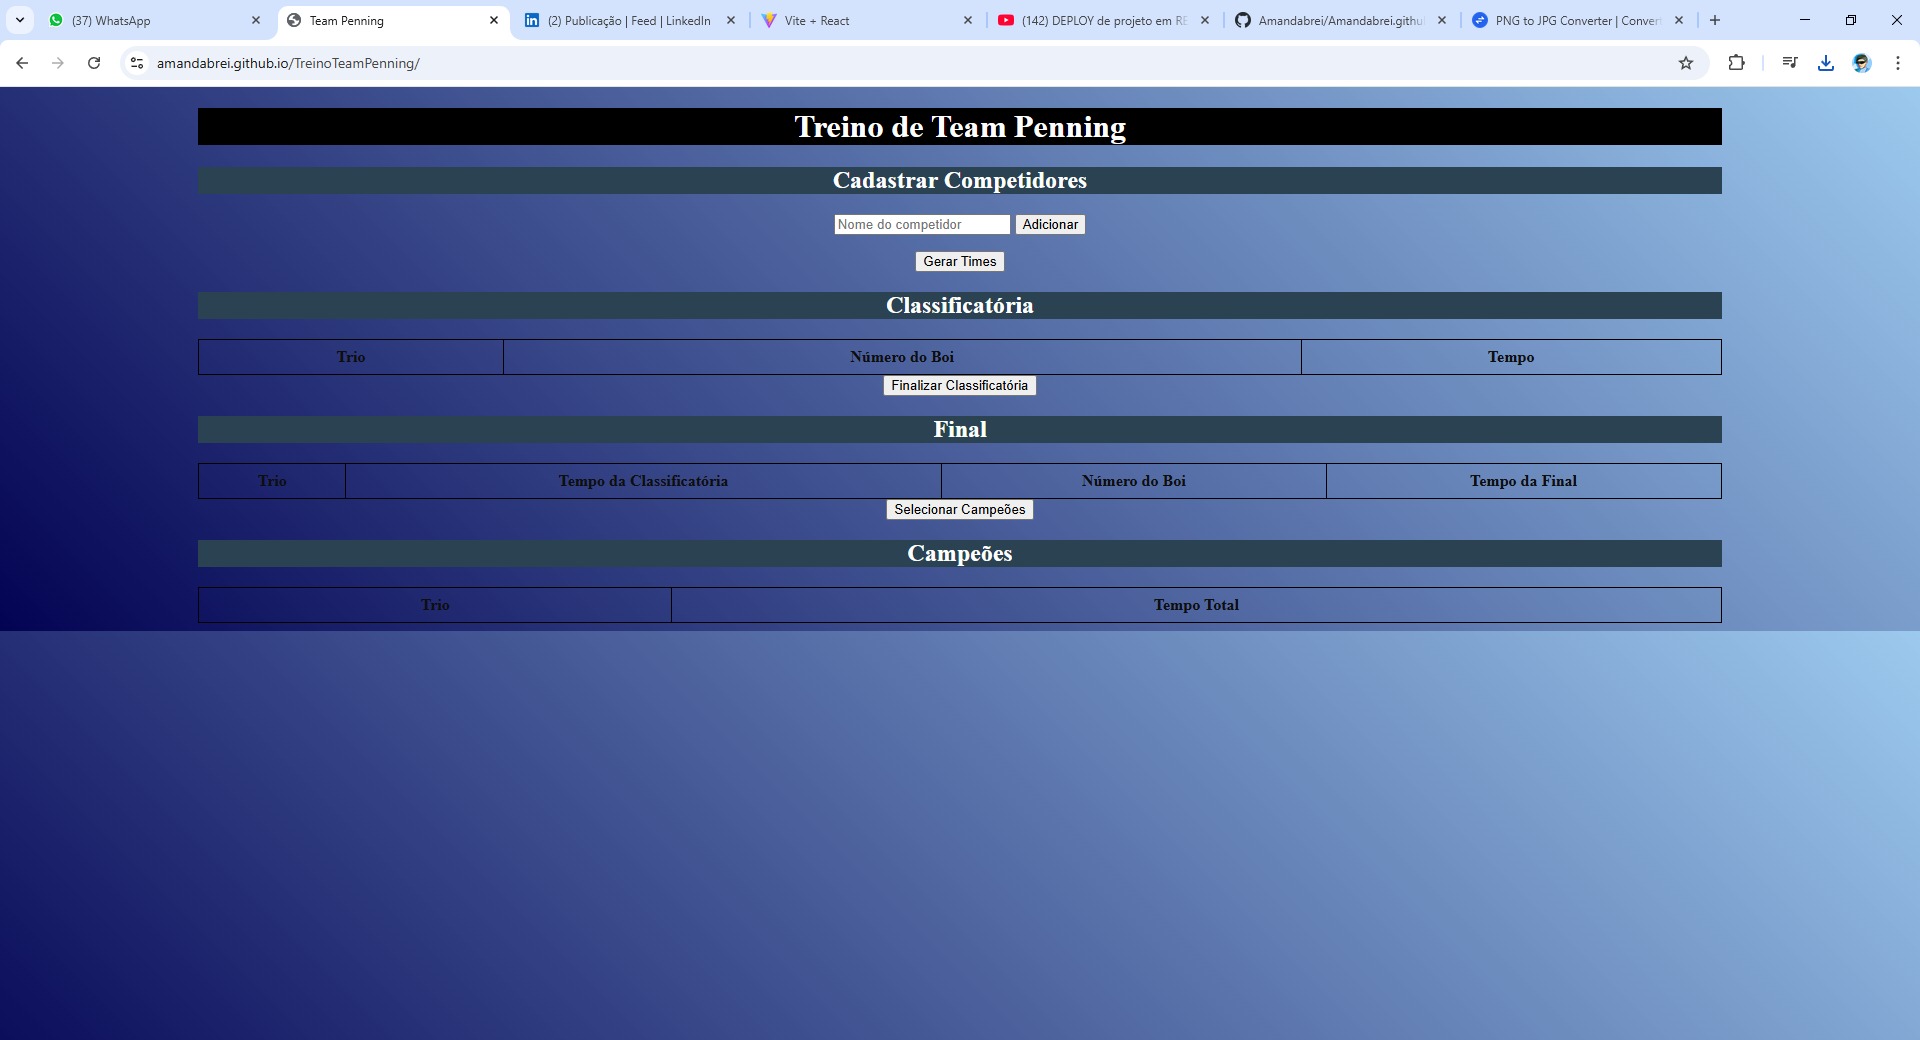 (37) WhatsApp
Team Penning
(2) Publicação | Feed | LinkedIn
Vite + React
(142) DEPLOY de projeto em RE
Amandabrei/Amandabrei.githu
PNG to JPG Converter | Convert
amandabrei.github.io/TreinoTeamPenning/
Treino de Team Penning
Cadastrar Competidores
Nome do competidor Adicionar
Gerar Times
Classificatória
Trio Número do Boi Tempo
Finalizar Classificatória
Final
Trio Tempo da Classificatória Número do Boi Tempo da Final
Selecionar Campeões
Campeões
Trio Tempo Total